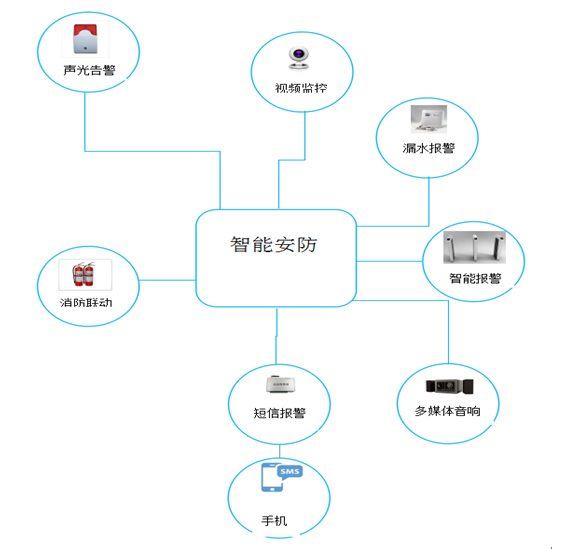 声光告警
视频监控
漏水报警
智能安防
智能报警
消防联动
多媒体音响
短信报警
SMS
手机